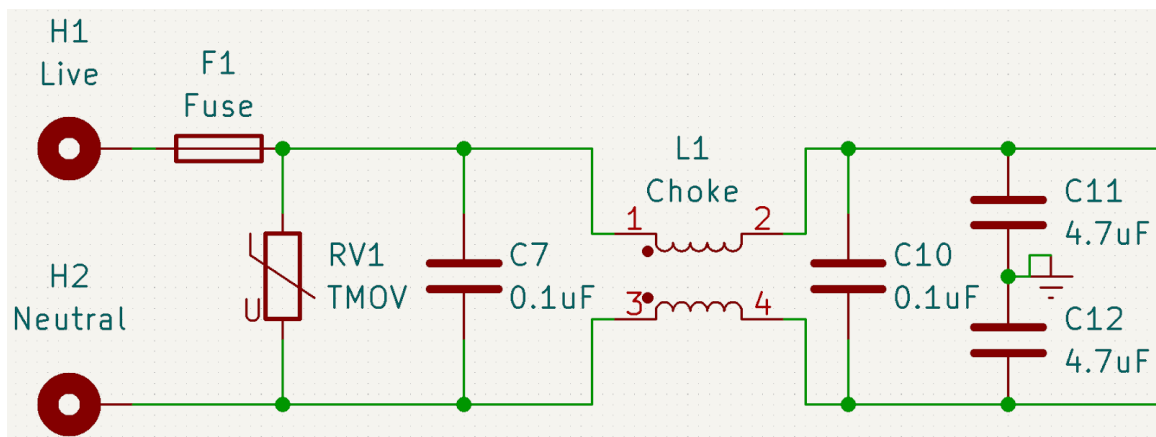 H1
Live
F1
Fuse
L1
Choke
1
2
C11
4.7uF
H2
Neutral
U
RV1
TMOV
C7
0.1uF
3
4
C10
0.1uF
C12
4.7uF